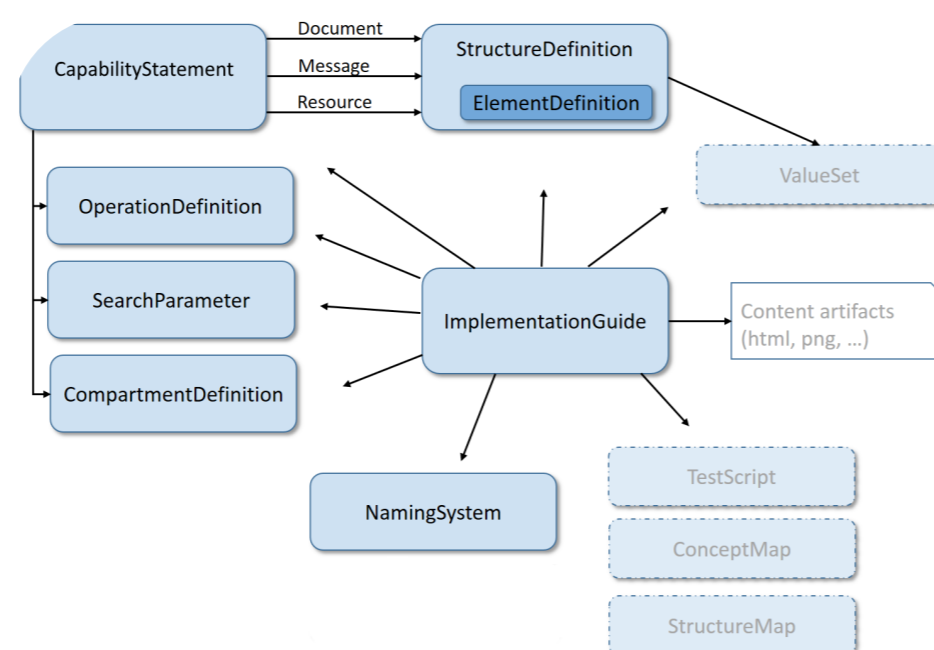 CapabilityStatement
Document
Message
Resource
StructureDefinition
ElementDefinition
ValueSet
OperationDefinition
SearchParameter
CompartmentDefinition
ImplementationGuide
Content artifacts
(html, png, ...)
NamingSystem
TestScript
ConceptMap
StructureMap